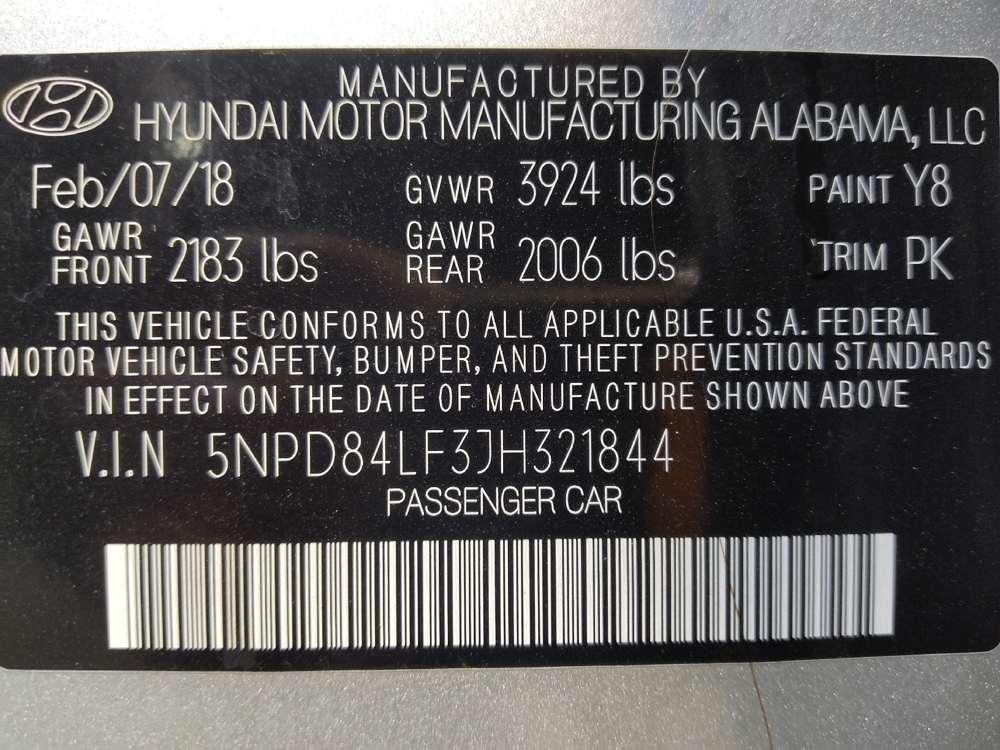 MANUFACTURED BY
HYUNDAI MOTOR MANUFACTURING ALABAMA, LLC
Feb/07/18 GVWR 3924 lbs PAINT Y8
GAWR FRONT 2183 lbs GAWR REAR 2006 lbs TRIM PK
THIS VEHICLE CONFORMS TO ALL APPLICABLE U.S.A. FEDERAL
MOTOR VEHICLE SAFETY, BUMPER, AND THEFT PREVENTION STANDARDS
IN EFFECT ON THE DATE OF MANUFACTURE SHOWN ABOVE
V.I.N 5NPD84LF3JH321844
PASSENGER CAR